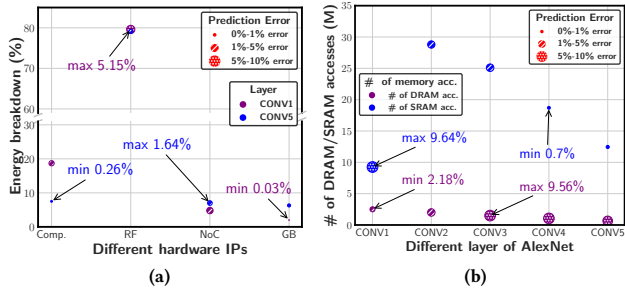 Energy breakdown (%)
80
70
60
20
10
0
Prediction Error
0%-1% error
1%-5% error
5%-10% error
Layer
CONV1
CONV5
max 5.15%
max 1.64%
min 0.26%
min 0.03%
Comp.
RF
NoC
GB
Different hardware IPs
(a)
# of DRAM/SRAM accesses (M)
35
30
25
20
15
10
5
0
Prediction Error
0%-1% error
1%-5% error
5%-10% error
# of memory acc.
# of DRAM acc.
# of SRAM acc.
max 9.64%
min 0.7%
min 2.18%
max 9.56%
CONV1
CONV2
CONV3
CONV4
CONV5
Different layer of AlexNet
(b)